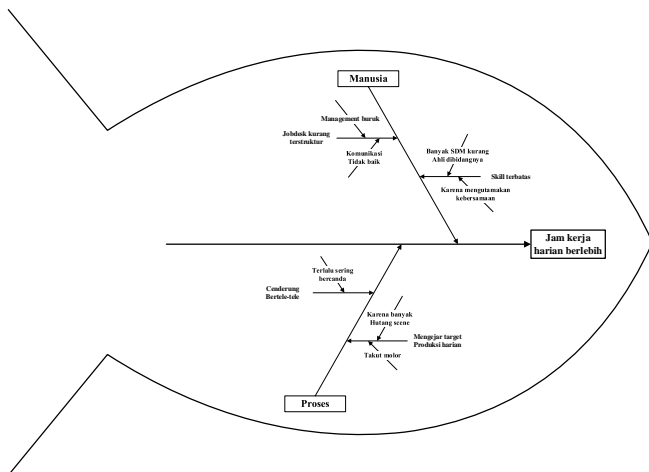 Manusia
Management buruk
Jobdesk kurang
terstruktur
Komunikasi
Tidak baik
Banyak SDM kurang
Ahli dibidangnya
Skill terbatas
Karena mengutamakan
kebersamaan
Jam kerja
harian berlebih
Terlalu sering
bercanda
Cenderung
Bertele-tele
Karena banyak
Hutang scene
Mengejar target
Produksi harian
Takut molor
Proses